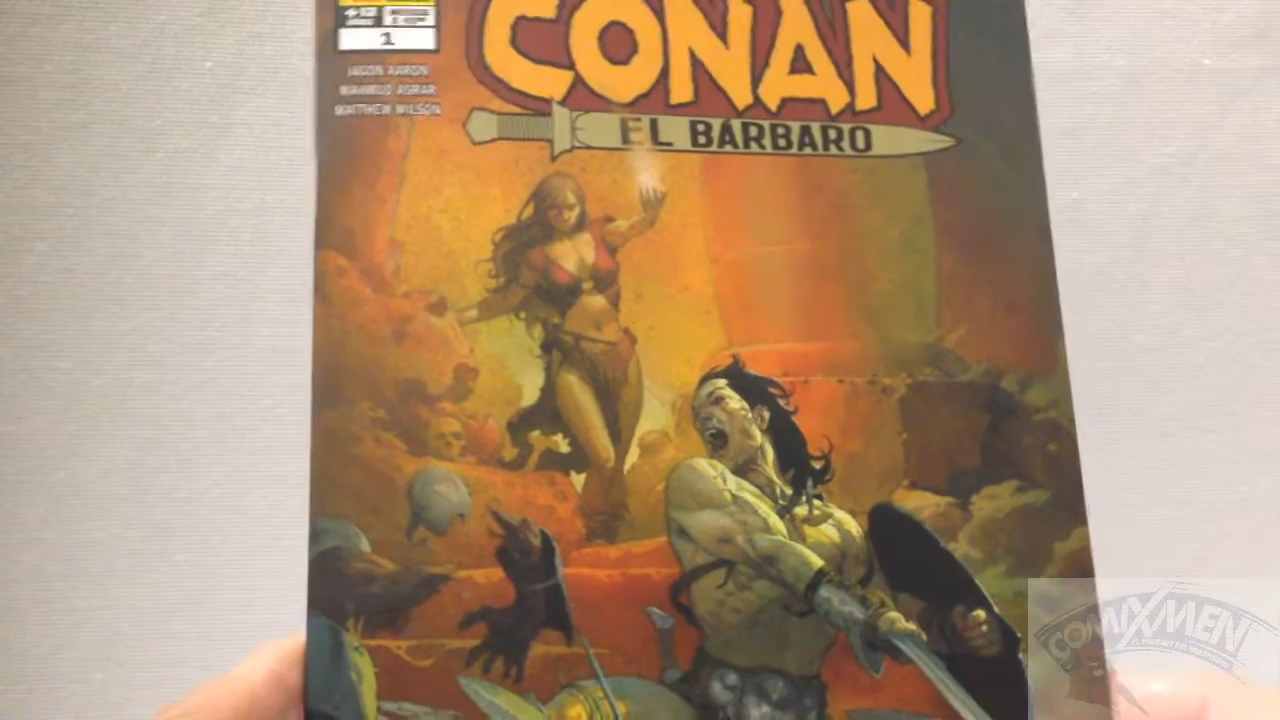 CONAN
EL BÁRBARO
1
JASON AARON
MAHMUD ASRAR
MATTHEW WILSON
COMIXMEN